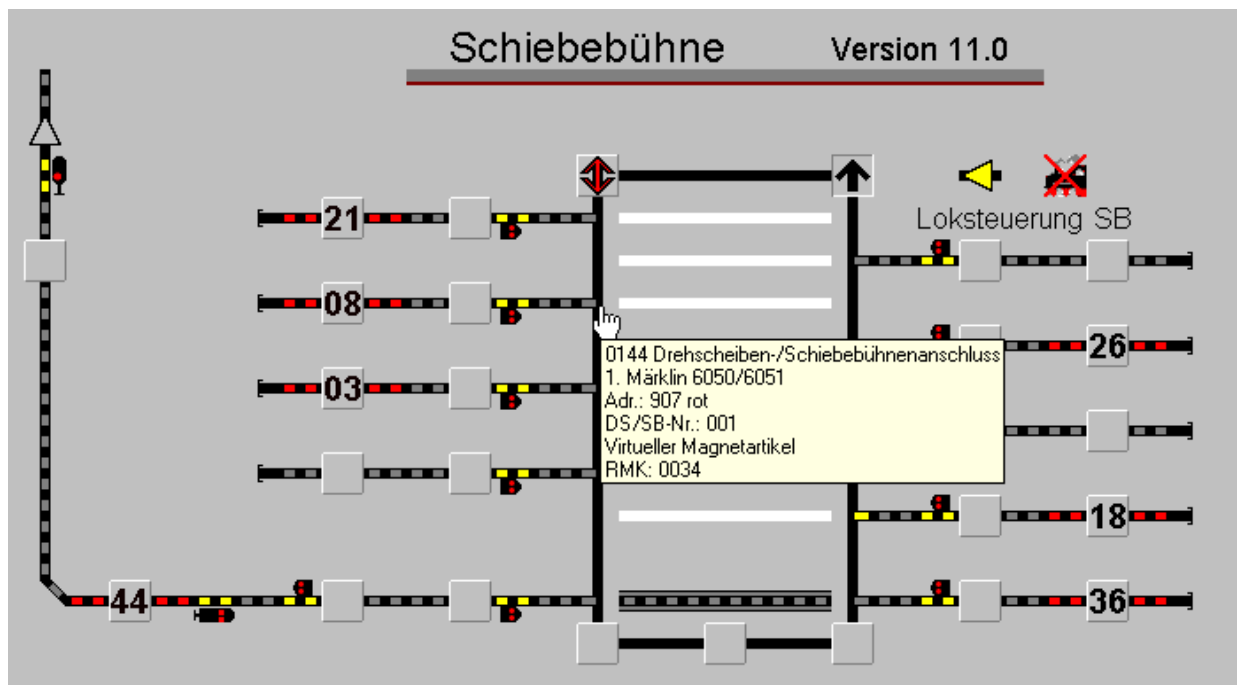 Schiebebühne Version 11.0
Loksteuerung SB
21
08
03
44
26
18
36
0144 Drehscheiben-/Schiebebühnenanschluss
1. Märklin 6050/6051
Adr.: 907 rot
DS/SB-Nr.: 001
Virtueller Magnetartikel
RMK: 0034